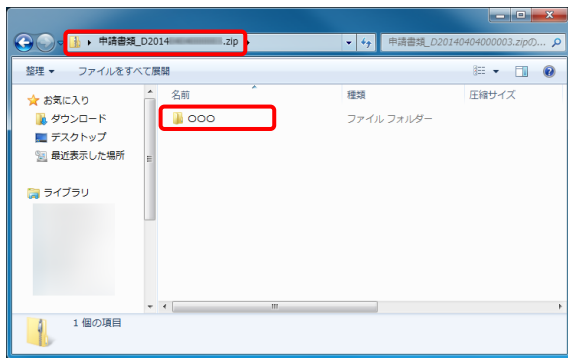 申請書類_D2014 .zip
申請書類_D20140404000003.zipの...
整理 ファイルをすべて展開
名前 種類 圧縮サイズ
お気に入り
ダウンロード
デスクトップ
最近表示した場所
ライブラリ
○○○ ファイル フォルダー
1 個の項目